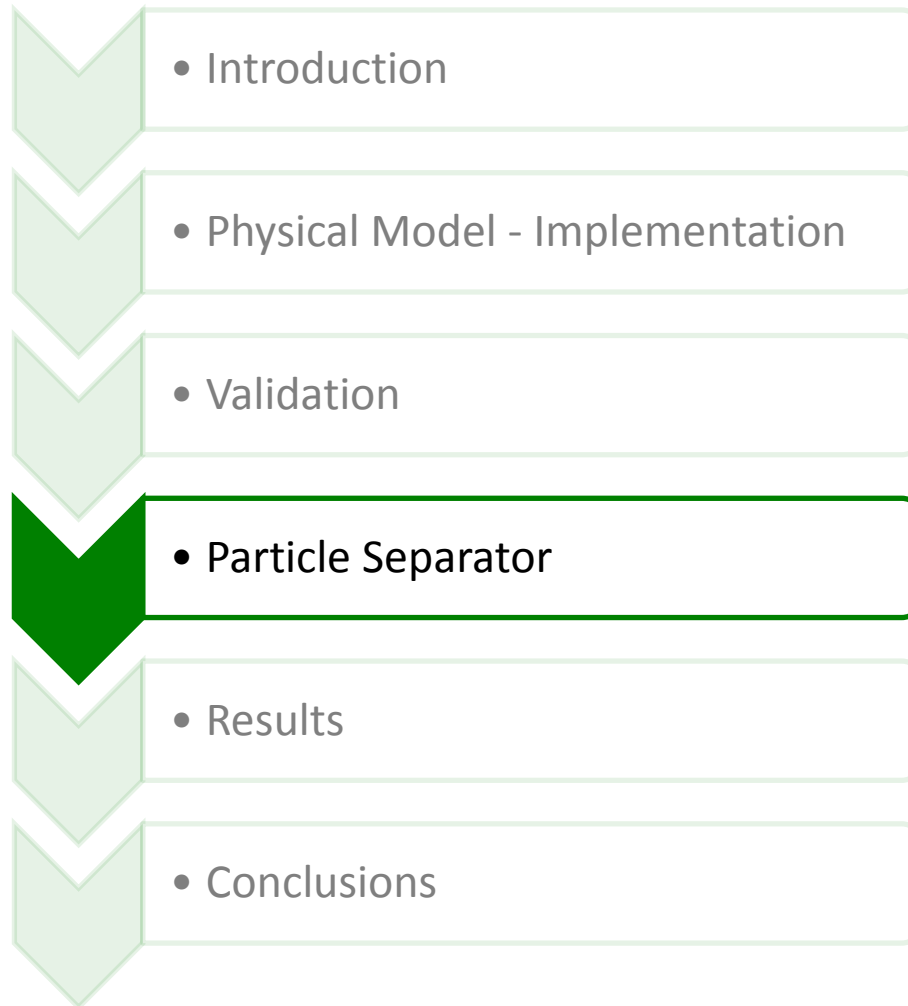 • Introduction
• Physical Model - Implementation
• Validation
• Particle Separator
• Results
• Conclusions